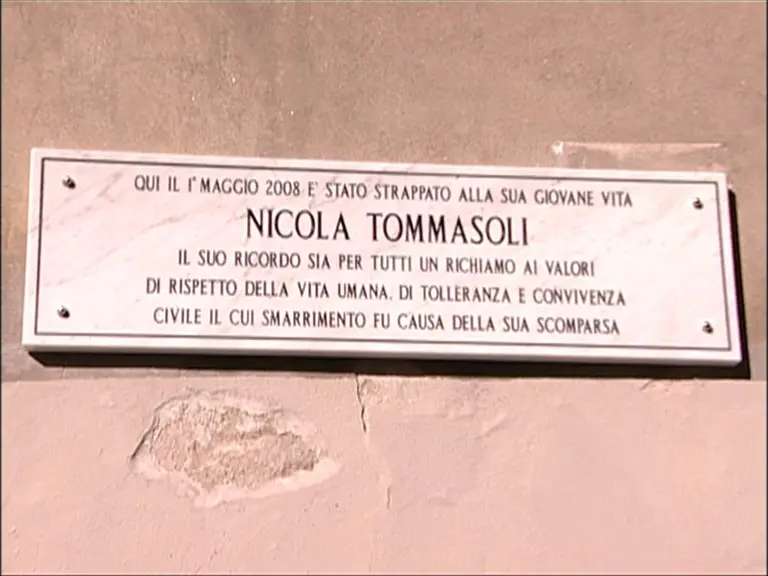 QUI IL 1° MAGGIO 2008 E' STATO STRAPPATO ALLA SUA GIOVANE VITA
NICOLA TOMMASOLI
IL SUO RICORDO SIA PER TUTTI UN RICHIAMO AI VALORI
DI RISPETTO DELLA VITA UMANA. DI TOLLERANZA E CONVIVENZA
CIVILE IL CUI SMARRIMENTO FU CAUSA DELLA SUA SCOMPARSA